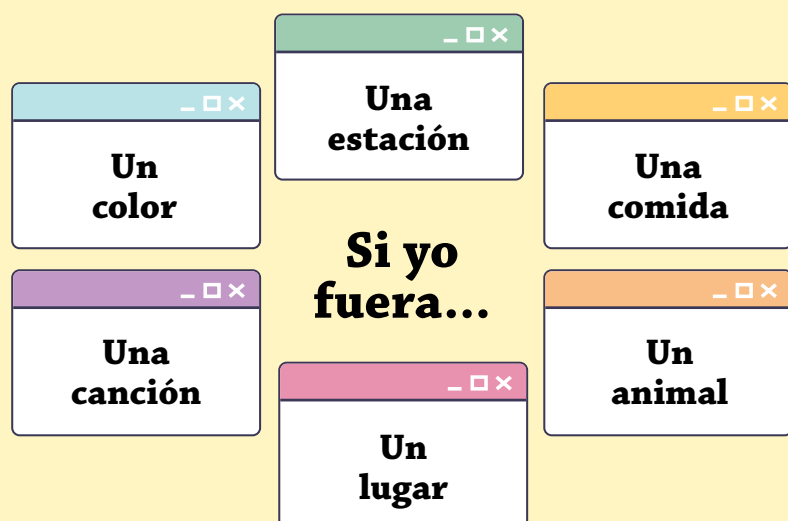 Una
estación
Un
color
Una
comida
Si yo
fuera...
Una
canción
Un
animal
Un
lugar